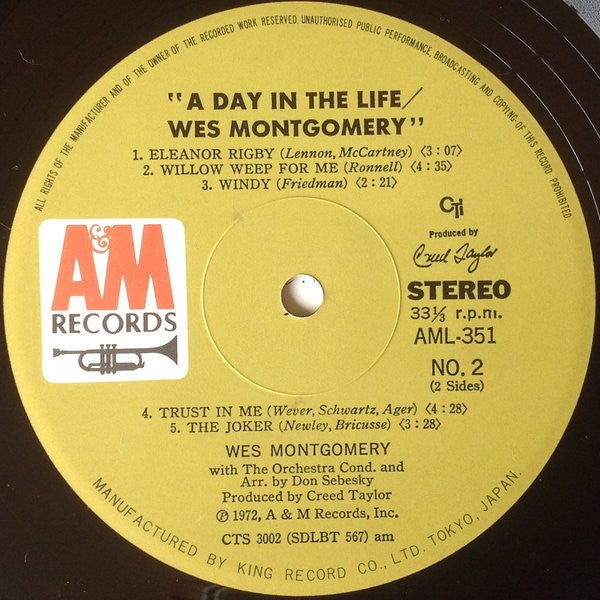 ALL RIGHTS OF THE MANUFACTURER AND OF THE OWNER OF THE RECORDED WORK RESERVED. UNAUTHORISED PUBLIC PERFORMANCE, BROADCASTING AND COPYING OF THIS RECORD PROHIBITED.
"A DAY IN THE LIFE/
WES MONTGOMERY"
1. ELEANOR RIGBY (Lennon, McCartney) <3:07>
2. WILLOW WEEP FOR ME (Ronnell) <4:35>
3. WINDY (Friedman) <2:21>
A&M
RECORDS
CTi
Produced by
Creed Taylor
STEREO
33⅓ r.p.m.
AML-351
NO. 2
(2 Sides)
4. TRUST IN ME (Wever, Schwartz, Ager) <4:28>
5. THE JOKER (Newley, Bricusse) <3:28>
WES MONTGOMERY
with The Orchestra Cond. and
Arr. by Don Sebesky
Produced by Creed Taylor
℗ 1972, A & M Records, Inc.
CTS 3002 (SDLBT 567) am
MANUFACTURED BY KING RECORD CO., LTD. TOKYO, JAPAN.